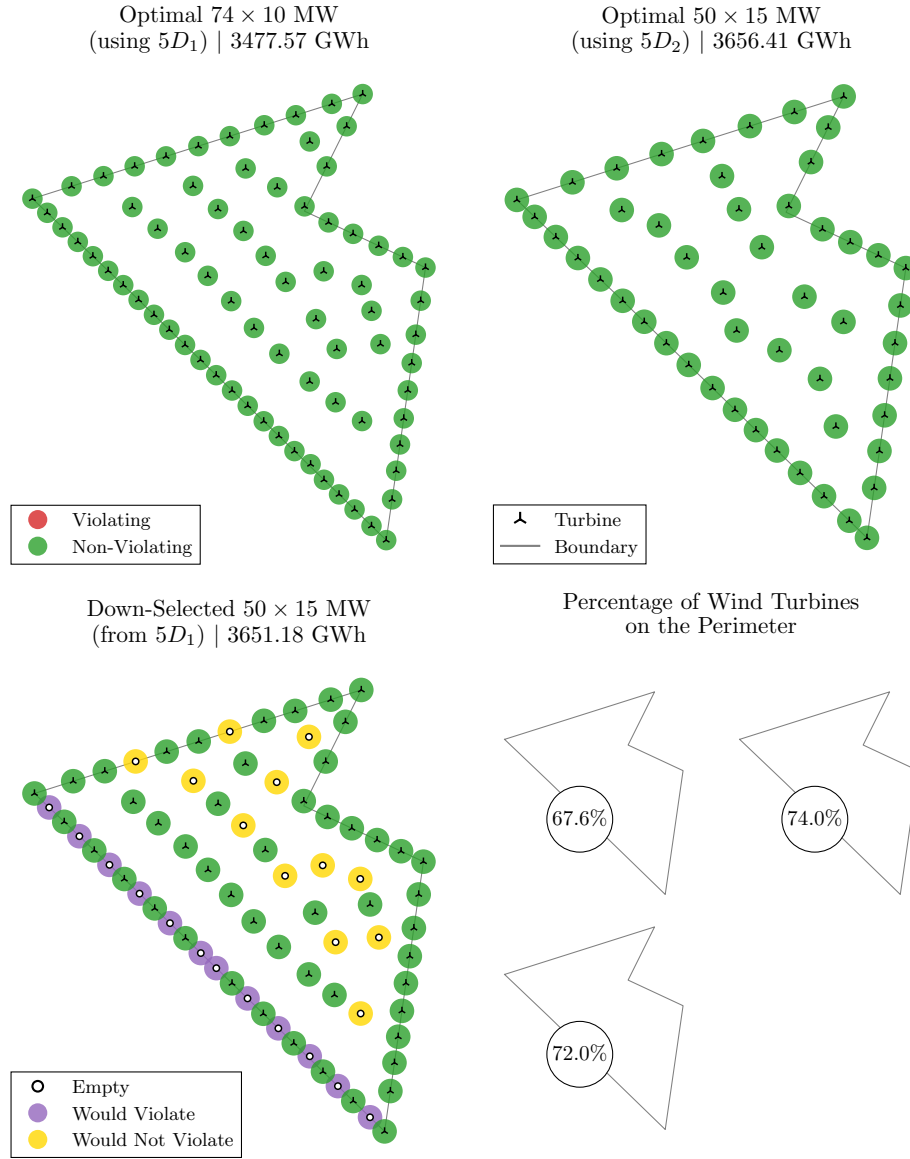 Optimal 74 × 10 MW
(using 5D₁) | 3477.57 GWh
Optimal 50 × 15 MW
(using 5D₂) | 3656.41 GWh
Violating
Non-Violating
Turbine
Boundary
Down-Selected 50 × 15 MW
(from 5D₁) | 3651.18 GWh
Percentage of Wind Turbines
on the Perimeter
67.6%
74.0%
72.0%
Empty
Would Violate
Would Not Violate